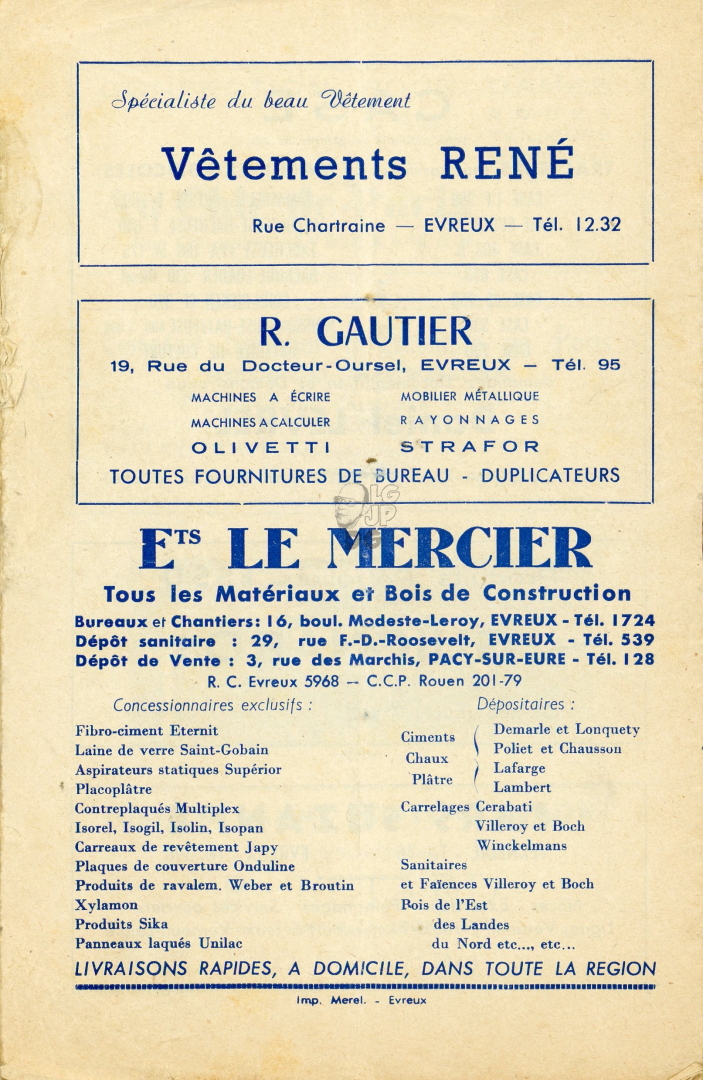 Spécialiste du beau Vêtement
Vêtements RENÉ
Rue Chartraine — EVREUX — Tél. 12.32
R. GAUTIER
19, Rue du Docteur-Oursel, EVREUX — Tél. 95
MACHINES A ÉCRIRE
MACHINES A CALCULER
OLIVETTI
MOBILIER MÉTALLIQUE
RAYONNAGES
STRAFOR
TOUTES FOURNITURES DE BUREAU - DUPLICATEURS
LG
JP
ETS LE MERCIER
Tous les Matériaux et Bois de Construction
Bureaux et Chantiers : 16, boul. Modeste-Leroy, EVREUX - Tél. 1724
Dépôt sanitaire : 29, rue F.-D.-Roosevelt, EVREUX - Tél. 539
Dépôt de Vente : 3, rue des Marchis, PACY-SUR-EURE - Tél. 128
R. C. Evreux 5968 — C.C.P. Rouen 201-79
Concessionnaires exclusifs :
Fibro-ciment Eternit
Laine de verre Saint-Gobain
Aspirateurs statiques Supérior
Placoplâtre
Contreplaqués Multiplex
Isorel, Isogil, Isolin, Isopan
Carreaux de revêtement Japy
Plaques de couverture Onduline
Produits de ravalem. Weber et Broutin
Xylamon
Produits Sika
Panneaux laqués Unilac
Dépositaires :
Ciments
Chaux
Plâtre
Demarle et Lonquety
Poliet et Chausson
Lafarge
Lambert
Carrelages Cerabati
Villeroy et Boch
Winckelmans
Sanitaires
et Faïences Villeroy et Boch
Bois de l'Est
des Landes
du Nord etc..., etc...
LIVRAISONS RAPIDES, A DOMICILE, DANS TOUTE LA REGION
Imp. Merel. - Evreux